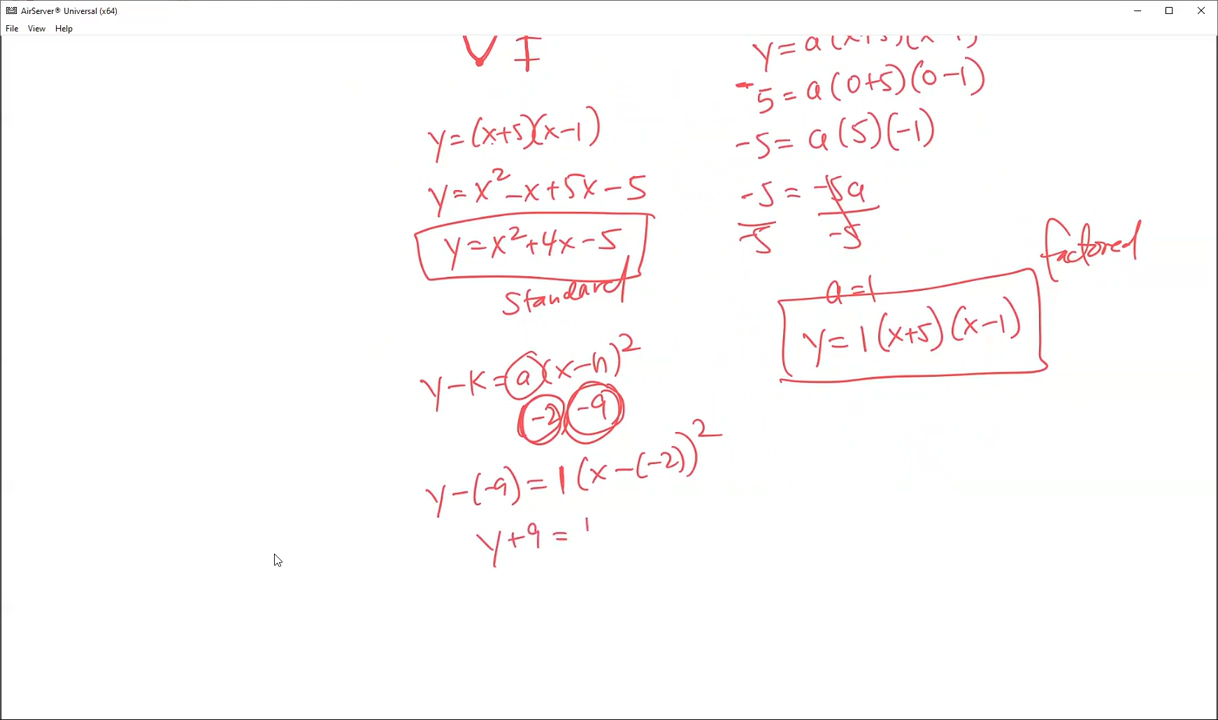 AirServer® Universal (x64)
File View Help
V I
y=(x+5)(x-1)
y=x²-x+5x-5
y=x²+4x-5
Standard
y-k=a(x-h)²
-2, -9
y-(-9)=1(x-(-2))²
y+9=1
y=a(x+5)(x-1)
-5=a(0+5)(0-1)
-5=a(5)(-1)
-5=-5a
-5 -5
a=1
factored
y=1(x+5)(x-1)